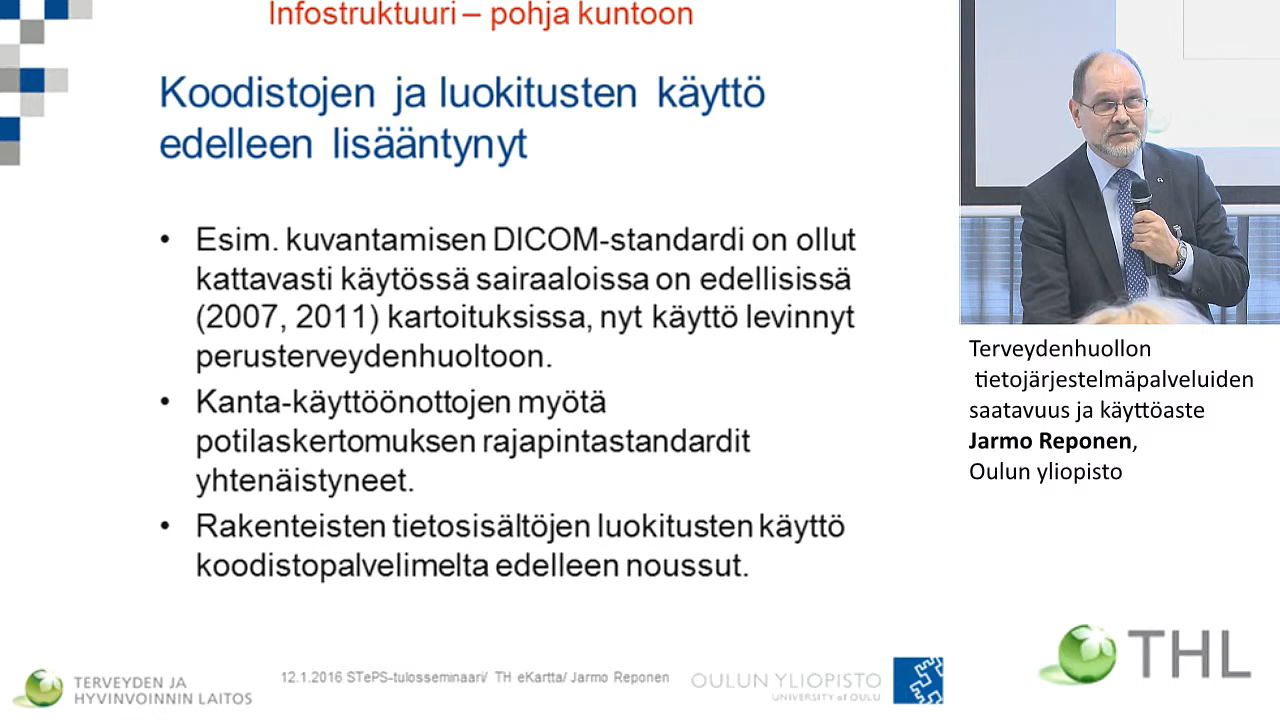 Infostruktuuri – pohja kuntoon
Koodistojen ja luokitusten käyttö
edelleen lisääntynyt
• Esim. kuvantamisen DICOM-standardi on ollut
kattavasti käytössä sairaaloissa on edellisissä
(2007, 2011) kartoituksissa, nyt käyttö levinnyt
perusterveydenhuoltoon.
• Kanta-käyttöönottojen myötä
potilaskertomuksen rajapintastandardit
yhtenäistyneet.
• Rakenteisten tietosisältöjen luokitusten käyttö
koodistopalvelimelta edelleen noussut.
Terveydenhuollon
tietojärjestelmäpalveluiden
saatavuus ja käyttöaste
Jarmo Reponen,
Oulun yliopisto
TERVEYDEN JA
HYVINVOINNIN LAITOS
12.1.2016 STePS-tulosseminaari/ TH eKartta/ Jarmo Reponen
OULUN YLIOPISTO
UNIVERSITY of OULU
THL